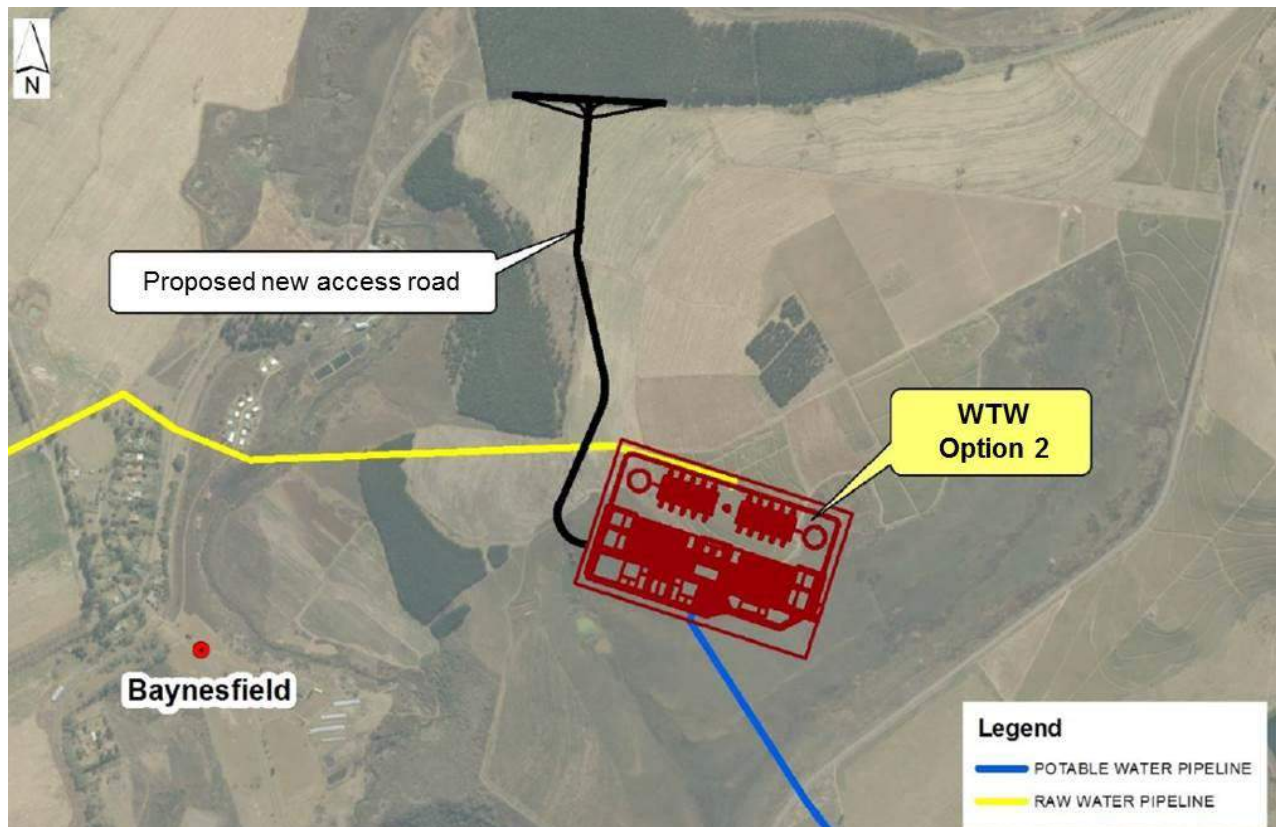 N
Proposed new access road
WTW
Option 2
Baynesfield
Legend
POTABLE WATER PIPELINE
RAW WATER PIPELINE